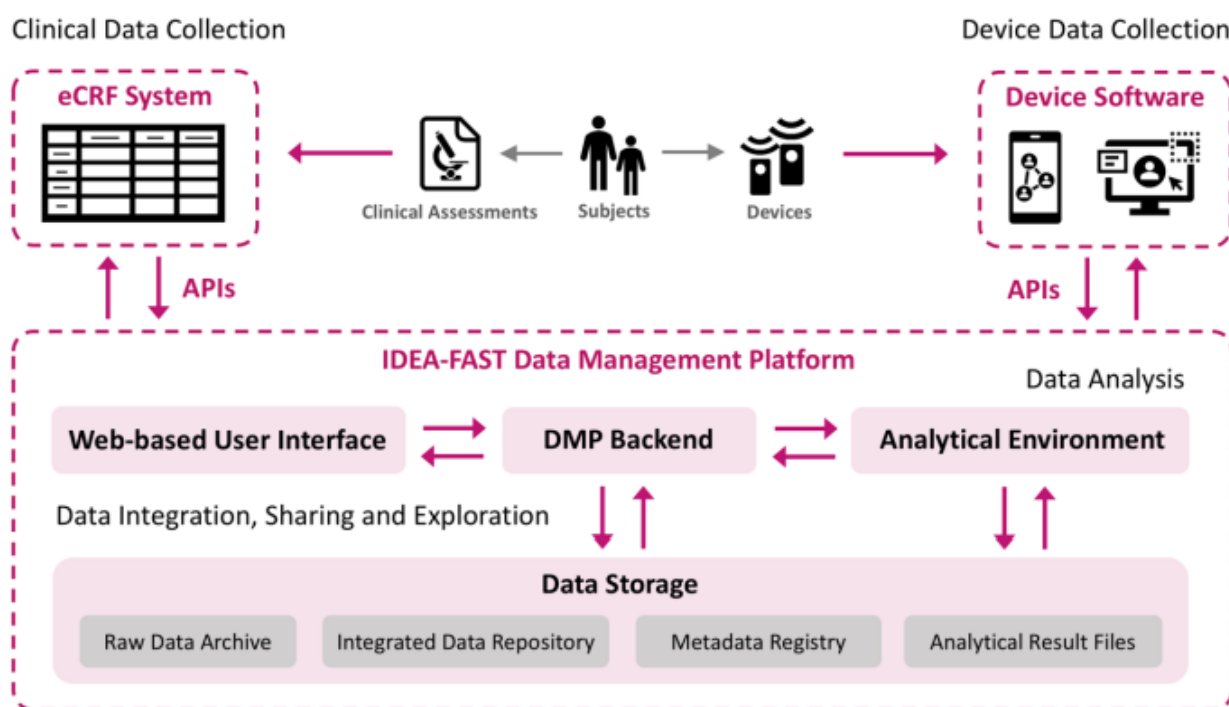 Clinical Data Collection
Device Data Collection
eCRF System
Device Software
Clinical Assessments
Subjects
Devices
APIs
APIs
IDEA-FAST Data Management Platform
Data Analysis
Web-based User Interface
DMP Backend
Analytical Environment
Data Integration, Sharing and Exploration
Data Storage
Raw Data Archive
Integrated Data Repository
Metadata Registry
Analytical Result Files